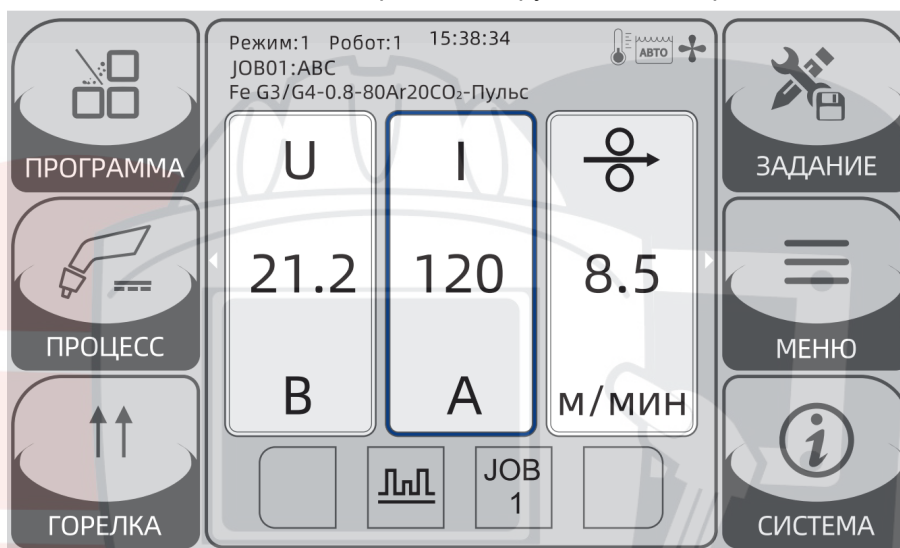 Режим:1 Робот:1 15:38:34
JOB01:ABC
Fe G3/G4-0.8-80Ar20CO₂-Пульс
АВТО
ПРОГРАММА
ПРОЦЕСС
ГОРЕЛКА
U
21.2
В
I
120
А
8.5
м/мин
JOB
1
ЗАДАНИЕ
МЕНЮ
СИСТЕМА